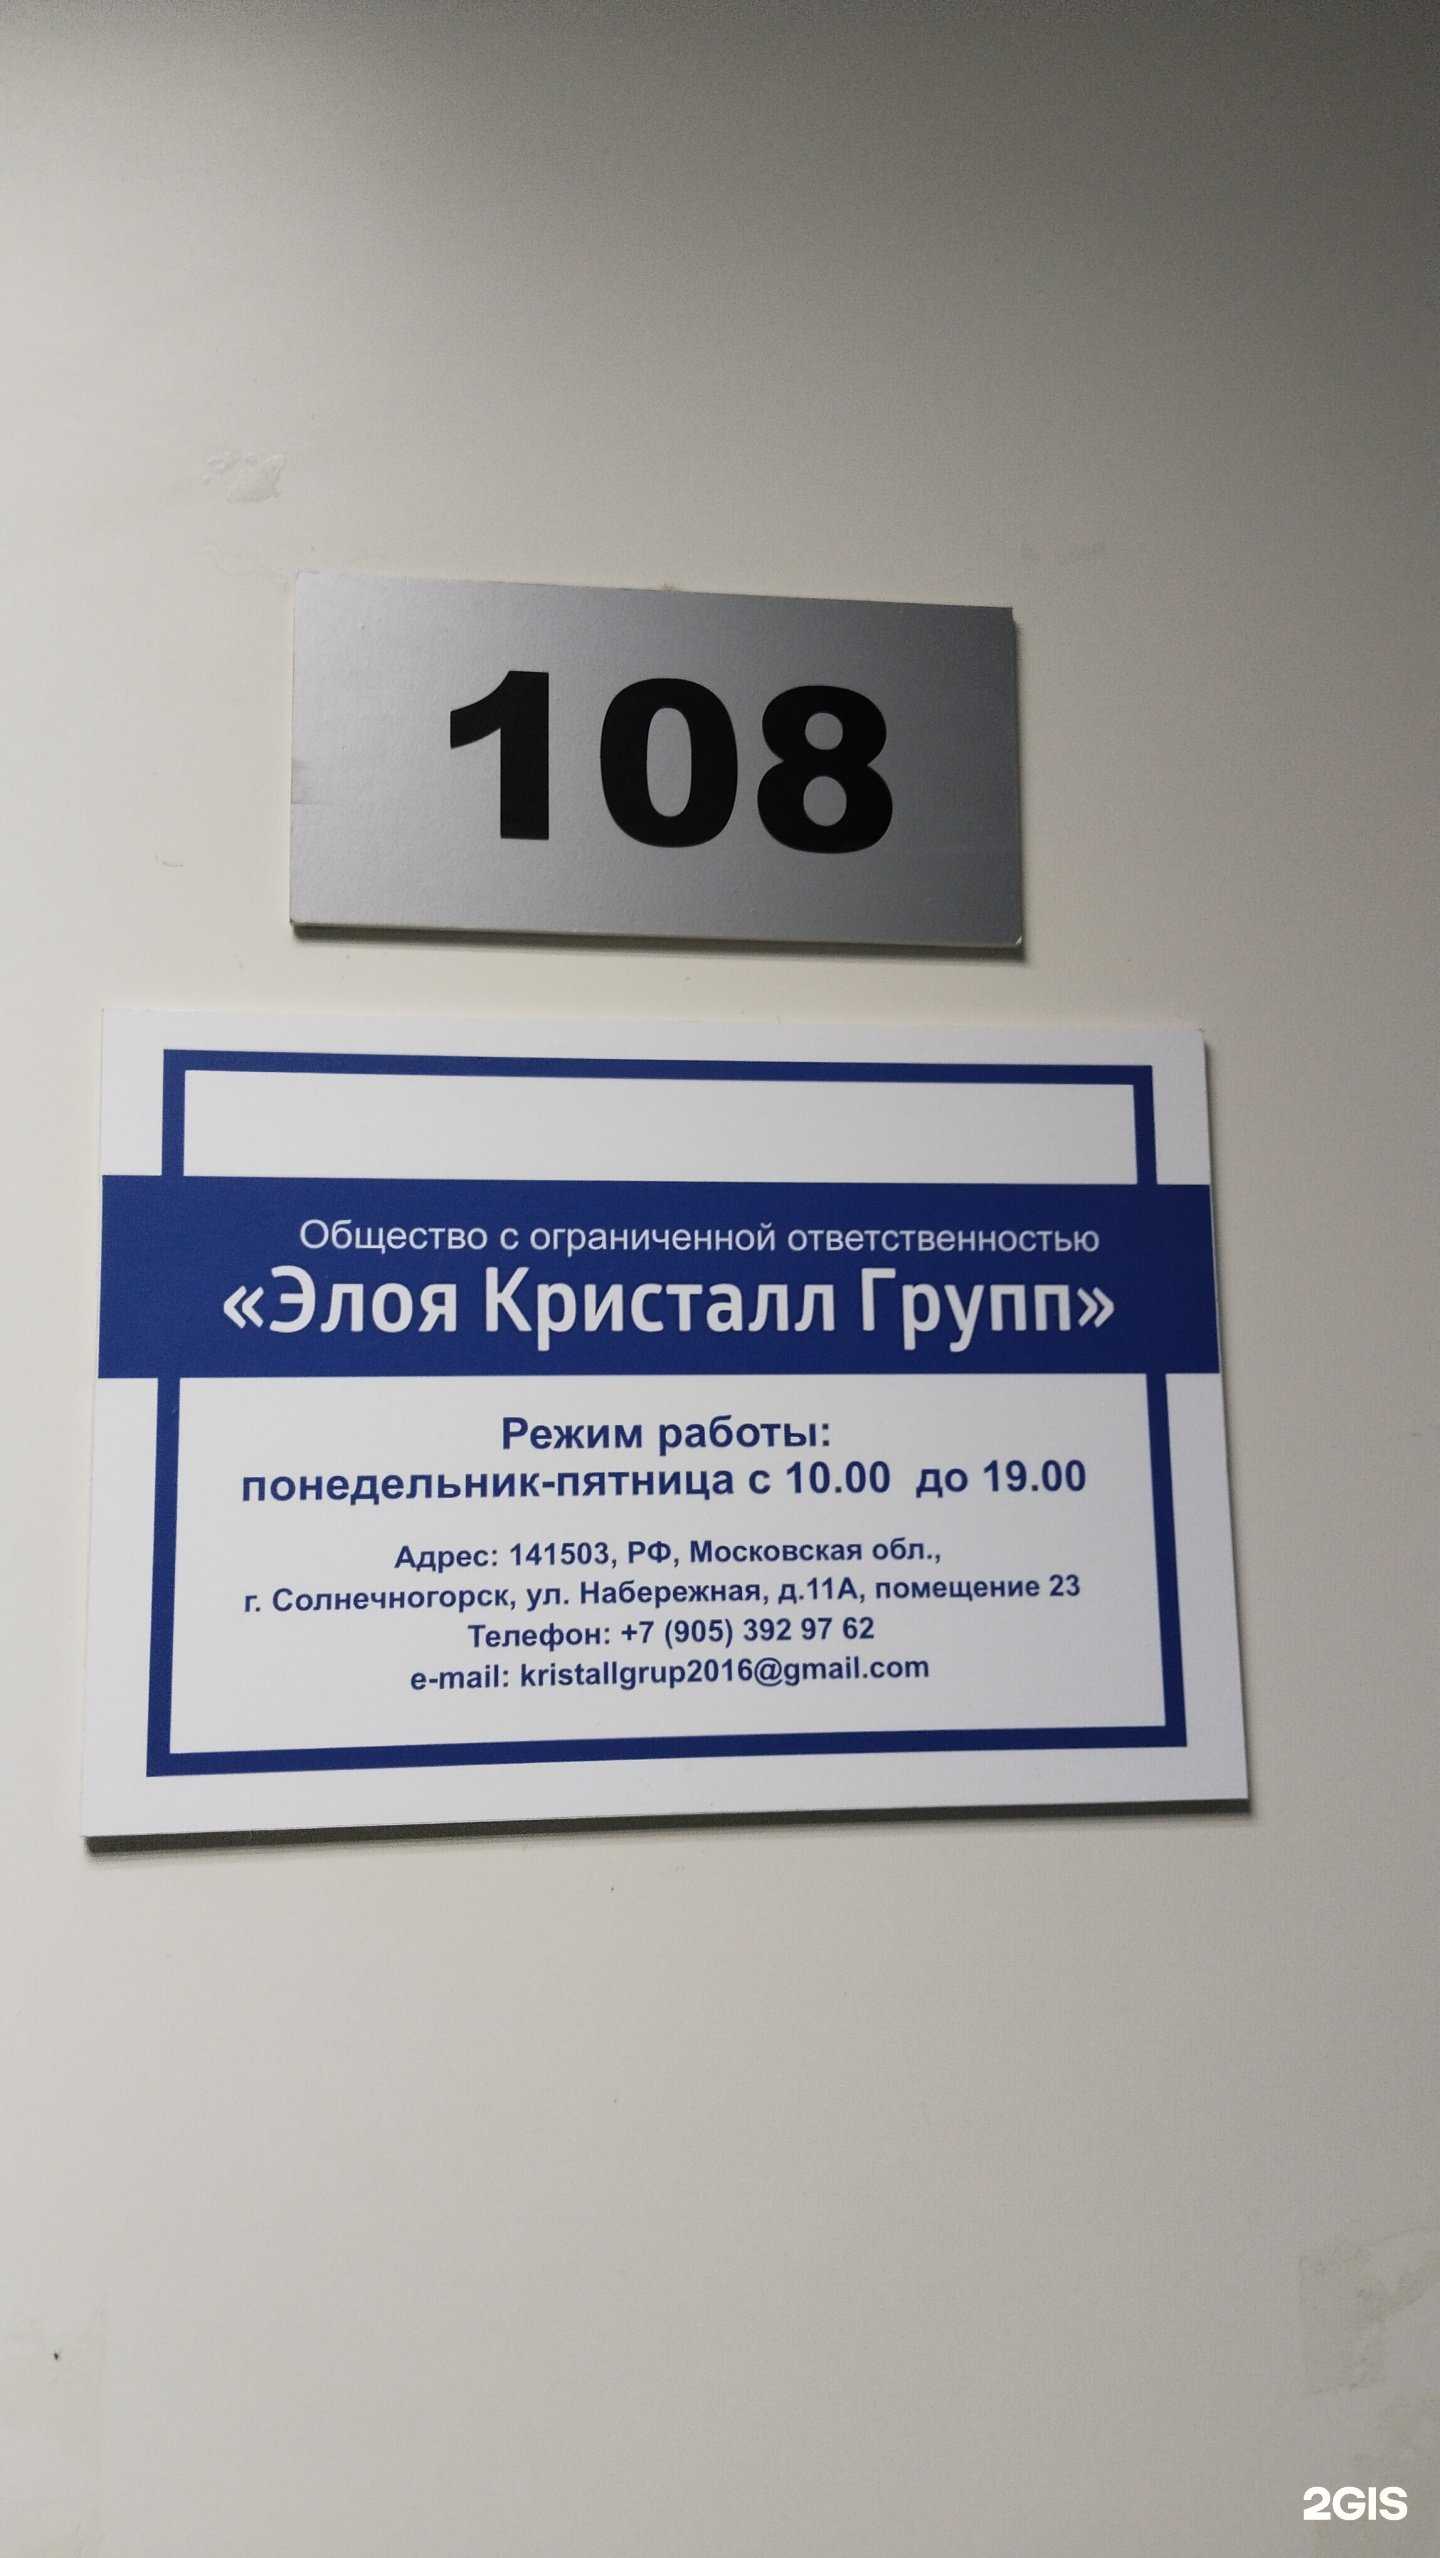 108
Общество с ограниченной ответственностью
«Элоя Кристалл Групп»
Режим работы:
понедельник-пятница с 10.00 до 19.00
Адрес: 141503, РФ, Московская обл.,
г. Солнечногорск, ул. Набережная, д.11А, помещение 23
Телефон: +7 (905) 392 97 62
e-mail: kristallgrup2016@gmail.com
2GIS